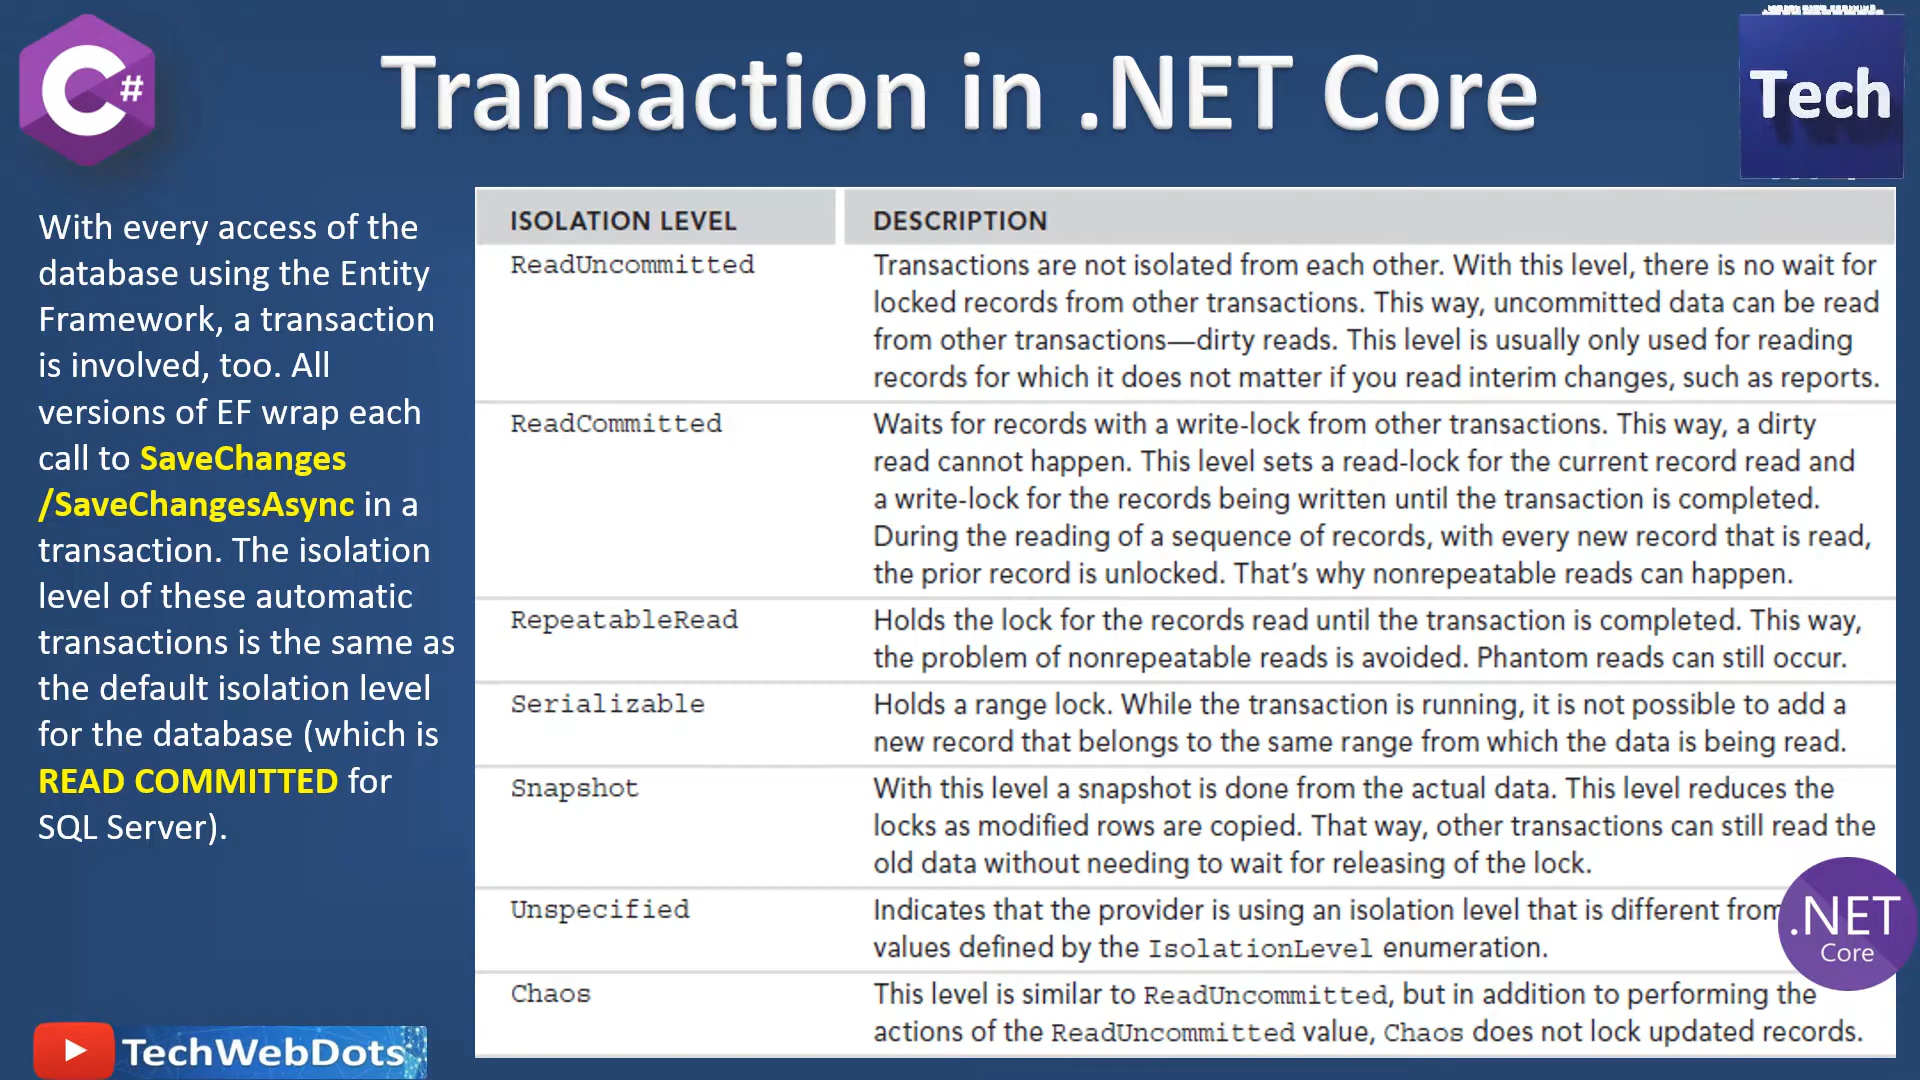 C#
Transaction in .NET Core
Tech
With every access of the
database using the Entity
Framework, a transaction
is involved, too. All
versions of EF wrap each
call to SaveChanges
/SaveChangesAsync in a
transaction. The isolation
level of these automatic
transactions is the same as
the default isolation level
for the database (which is
READ COMMITTED for
SQL Server).
ISOLATION LEVEL DESCRIPTION
ReadUncommitted Transactions are not isolated from each other. With this level, there is no wait for
locked records from other transactions. This way, uncommitted data can be read
from other transactions—dirty reads. This level is usually only used for reading
records for which it does not matter if you read interim changes, such as reports.
ReadCommitted Waits for records with a write-lock from other transactions. This way, a dirty
read cannot happen. This level sets a read-lock for the current record read and
a write-lock for the records being written until the transaction is completed.
During the reading of a sequence of records, with every new record that is read,
the prior record is unlocked. That's why nonrepeatable reads can happen.
RepeatableRead Holds the lock for the records read until the transaction is completed. This way,
the problem of nonrepeatable reads is avoided. Phantom reads can still occur.
Serializable Holds a range lock. While the transaction is running, it is not possible to add a
new record that belongs to the same range from which the data is being read.
Snapshot With this level a snapshot is done from the actual data. This level reduces the
locks as modified rows are copied. That way, other transactions can still read the
old data without needing to wait for releasing of the lock.
Unspecified Indicates that the provider is using an isolation level that is different from
values defined by the IsolationLevel enumeration.
Chaos This level is similar to ReadUncommitted, but in addition to performing the
actions of the ReadUncommitted value, Chaos does not lock updated records.
.NET
Core
TechWebDots